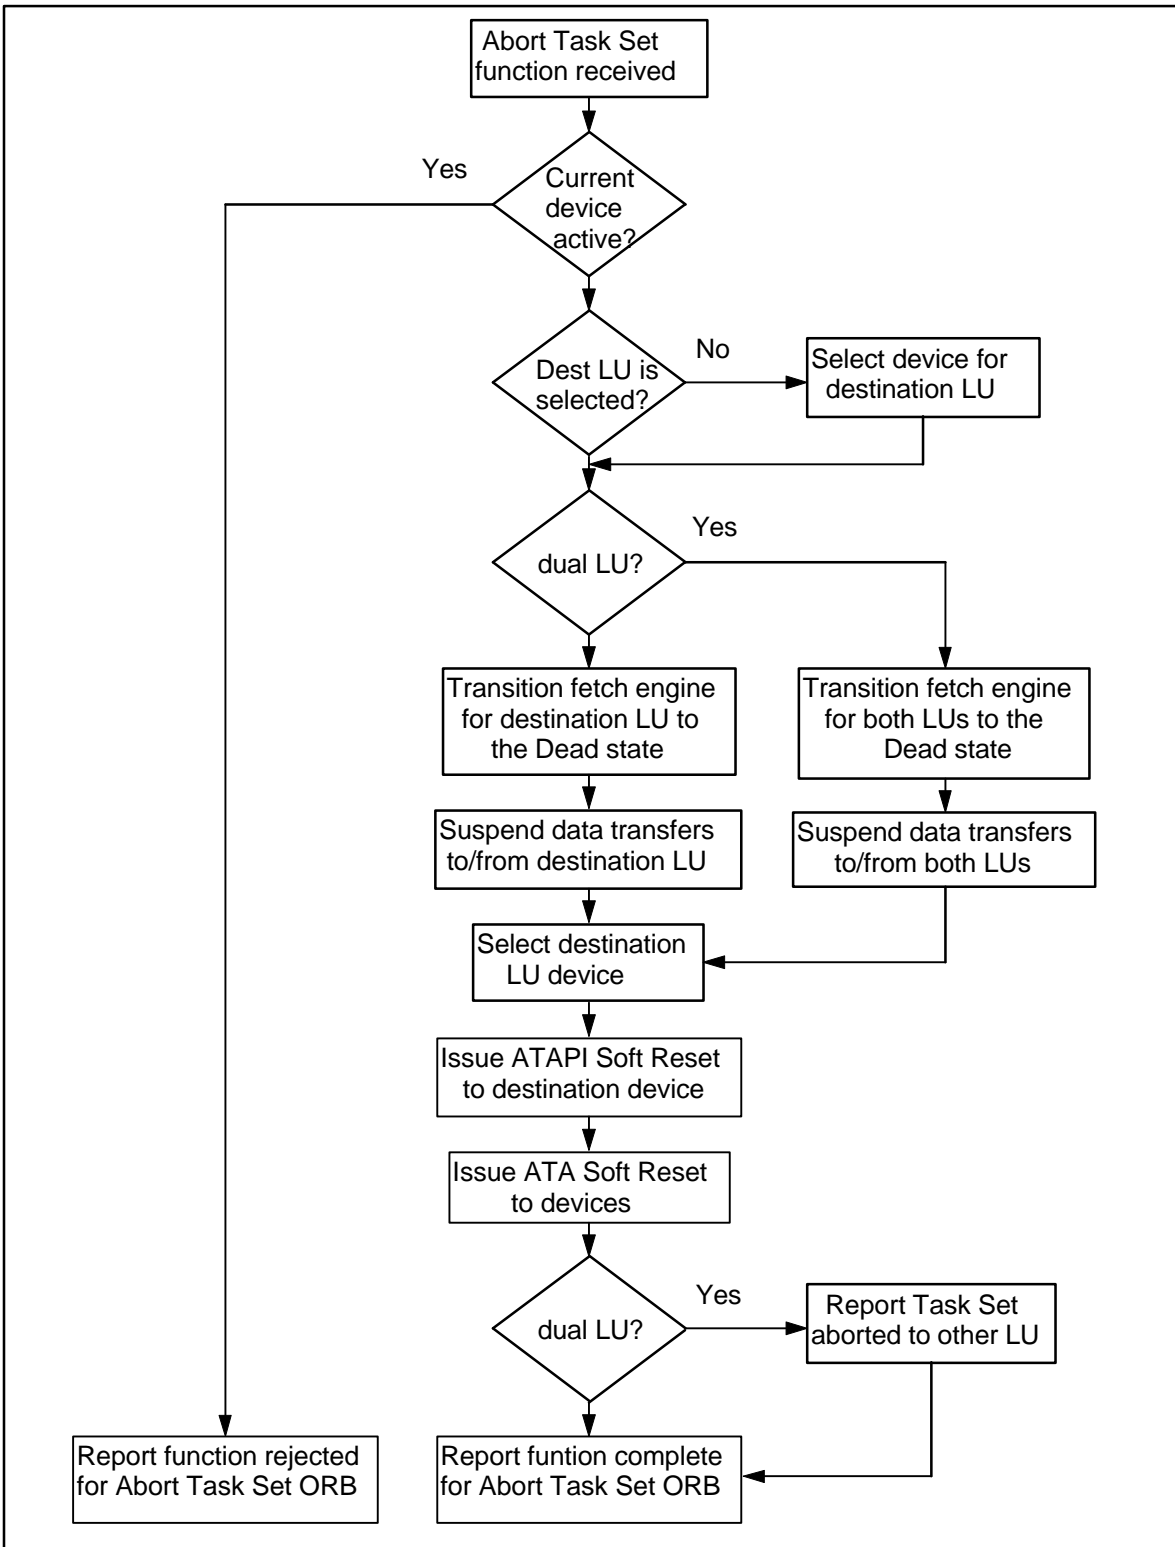 Abort Task Set
function received
Yes
Current
device
active?
Dest LU is
selected?
No
Select device for
destination LU
dual LU?
Yes
Transition fetch engine
for destination LU to
the Dead state
Transition fetch engine
for both LUs to the
Dead state
Suspend data transfers
to/from destination LU
Suspend data transfers
to/from both LUs
Select destination
LU device
Issue ATAPI Soft Reset
to destination device
Issue ATA Soft Reset
to devices
dual LU?
Yes
Report Task Set
aborted to other LU
Report function rejected
for Abort Task Set ORB
Report funtion complete
for Abort Task Set ORB